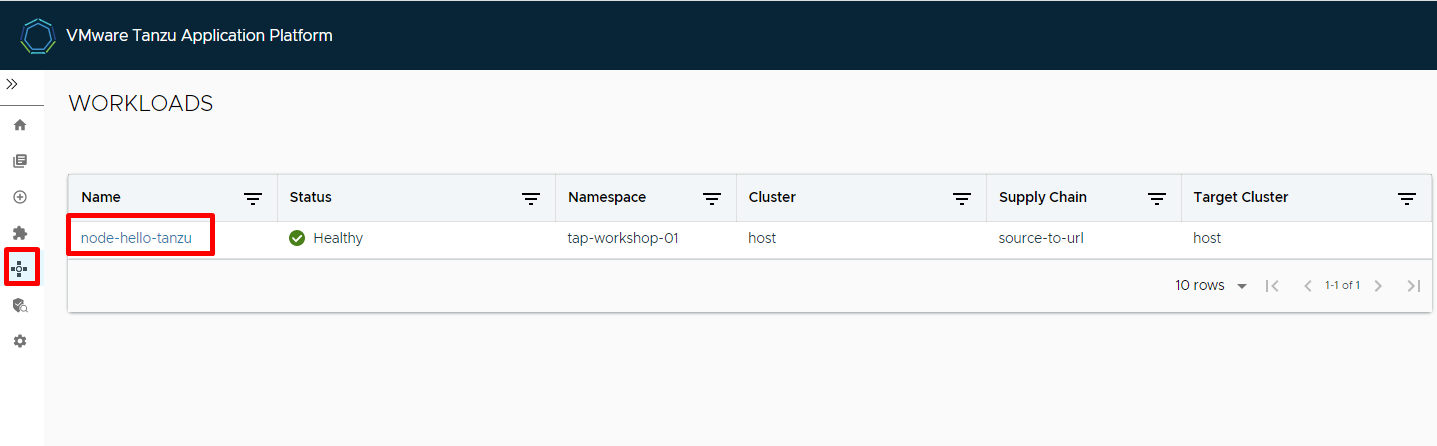 VMware Tanzu Application Platform
WORKLOADS
Name Status Namespace Cluster Supply Chain Target Cluster
node-hello-tanzu Healthy tap-workshop-01 host source-to-url host
10 rows 1-1 of 1